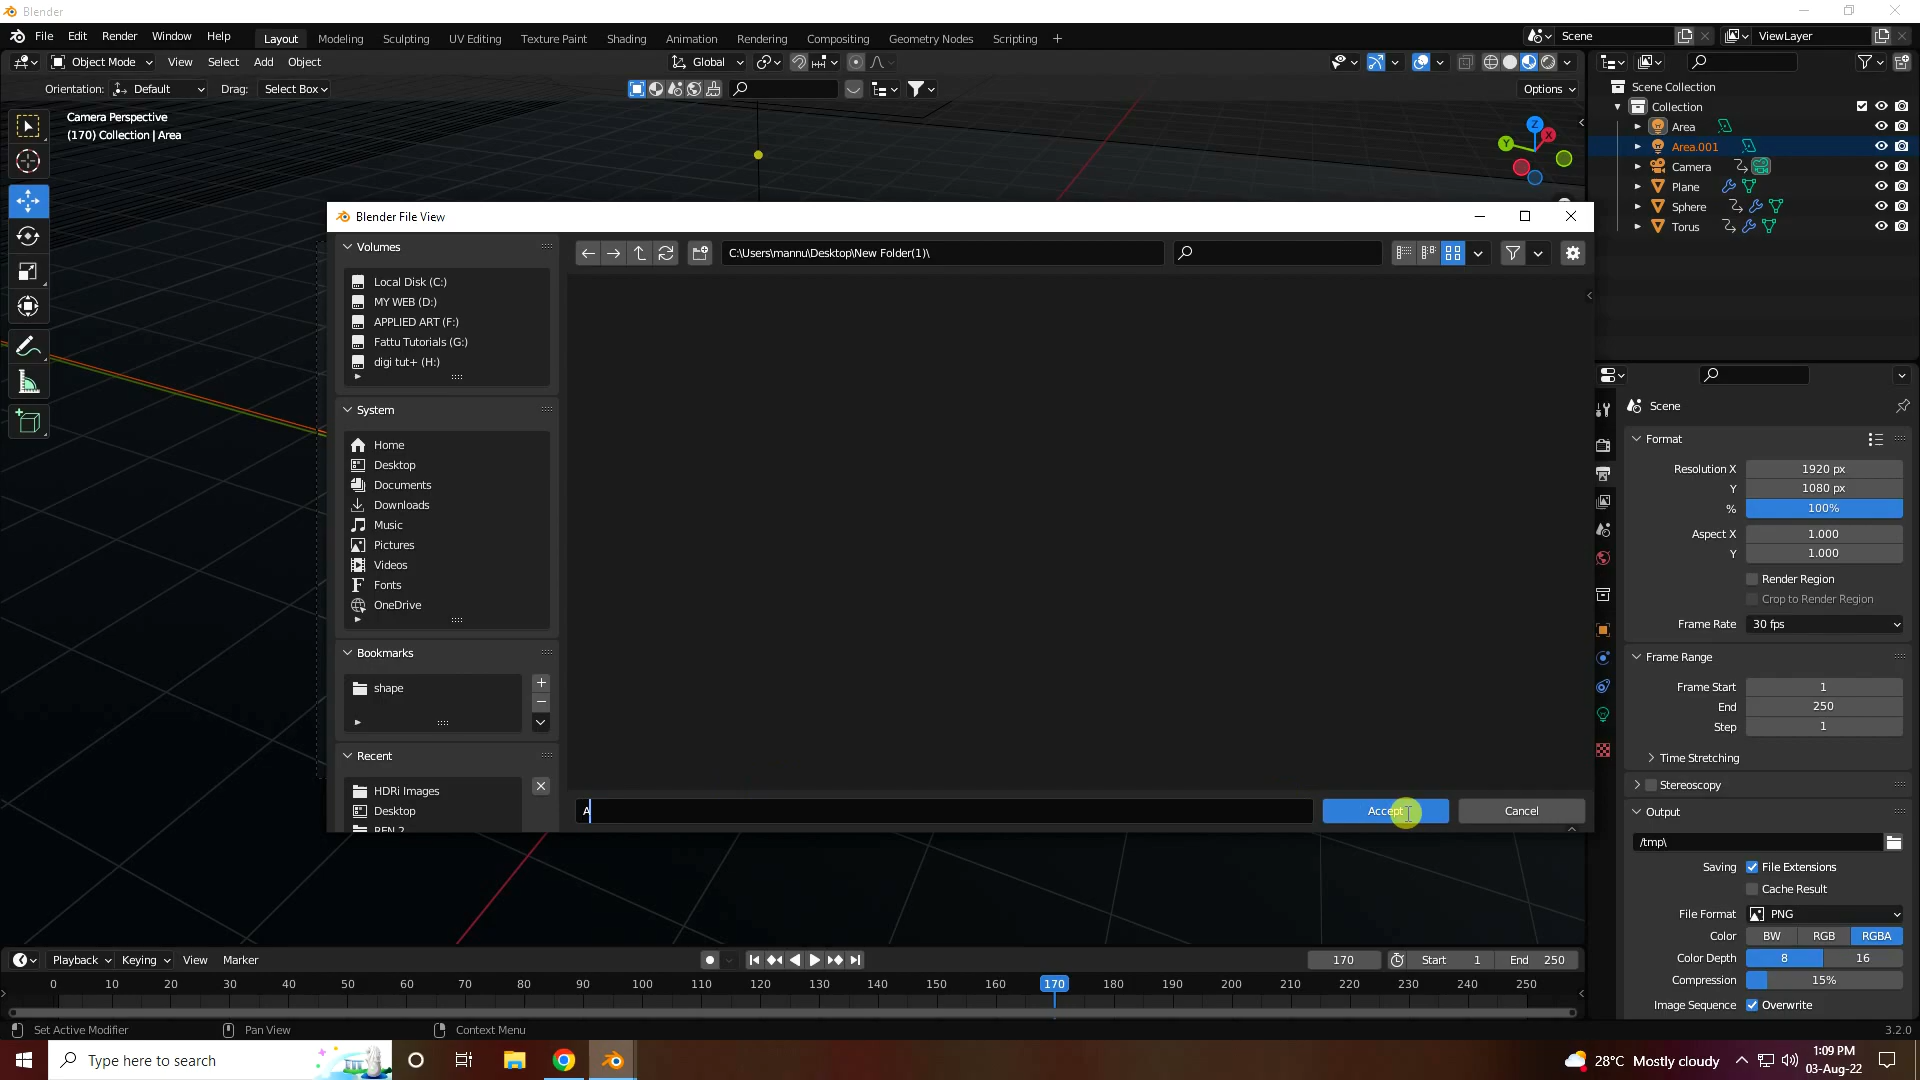 Blender
File Edit Render Window Help Layout Modeling Sculpting UV Editing Texture Paint Shading Animation Rendering Compositing Geometry Nodes Scripting + Scene ViewLayer
Object Mode View Select Add Object Global
Orientation: Default Drag: Select Box Options
Camera Perspective
(170) Collection | Area
Z
X
Y
Scene Collection
Collection
Area
Area.001
Camera
Plane
Sphere
Torus
Blender File View
Volumes
C:\Users\mannu\Desktop\New Folder(1)\
Local Disk (C:)
MY WEB (D:)
APPLIED ART (F:)
Fattu Tutorials (G:)
digi tut+ (H:)
System
Home
Desktop
Documents
Downloads
Music
Pictures
Videos
Fonts
OneDrive
Bookmarks
shape
Recent
HDRi Images
Desktop
REN 2
A
Accept
Cancel
Scene
Format
Resolution X 1920 px
Y 1080 px
% 100%
Aspect X 1.000
Y 1.000
Render Region
Crop to Render Region
Frame Rate 30 fps
Frame Range
Frame Start 1
End 250
Step 1
Time Stretching
Stereoscopy
Output
/tmp\
Saving File Extensions
Cache Result
File Format PNG
Color BW RGB RGBA
Color Depth 8 16
Compression 15%
Image Sequence Overwrite
Playback Keying View Marker 170 Start 1 End 250
0 10 20 30 40 50 60 70 80 90 100 110 120 130 140 150 160 170 180 190 200 210 220 230 240 250
Set Active Modifier Pan View Context Menu 3.2.0
Type here to search
28°C Mostly cloudy
1:09 PM
03-Aug-22